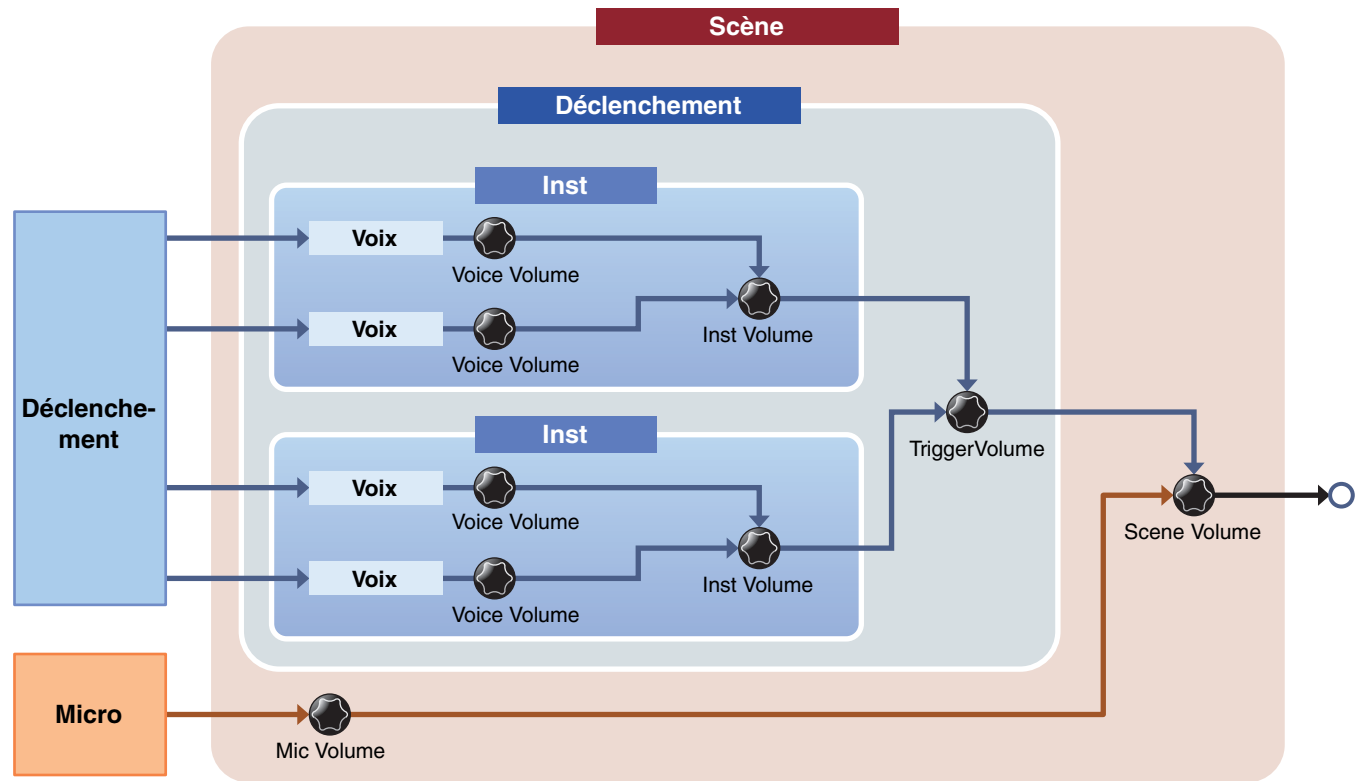 Scène
Déclenchement
Inst
Voix
Voice Volume
Voix
Voice Volume
Inst Volume
Déclenche-
ment
TriggerVolume
Inst
Voix
Voice Volume
Voix
Voice Volume
Inst Volume
Scene Volume
Micro
Mic Volume